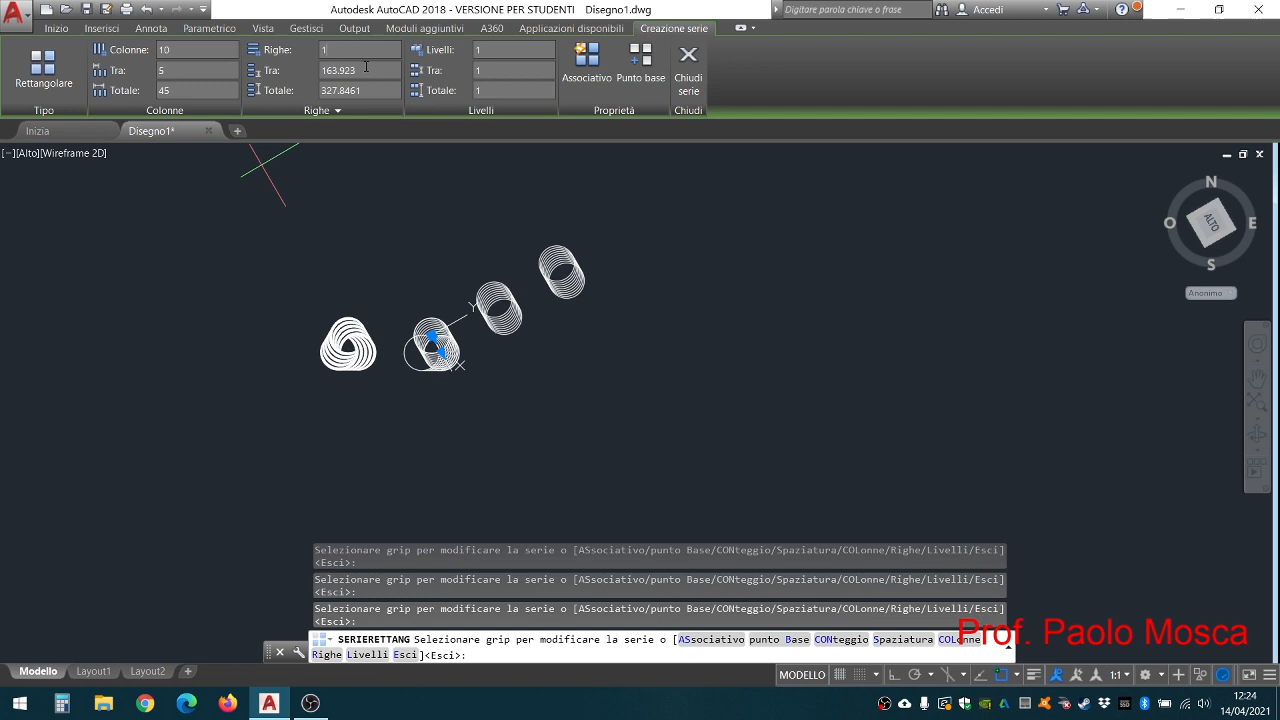 Autodesk AutoCAD 2018 - VERSIONE PER STUDENTI Disegno1.dwg
Digitare parola chiave o frase
Accedi
Inizio Inserisci Annota Parametrico Vista Gestisci Output Moduli aggiuntivi A360 Applicazioni disponibili Creazione serie
Colonne: 10 Righe: 1 Livelli: 1
Tra: 5 Tra: 163.923 Tra: 1
Totale: 45 Totale: 327.8461 Totale: 1
Rettangolare Associativo Punto base Chiudi serie
Tipo Colonne Righe Livelli Proprietà Chiudi
Inizia Disegno1*
[−][Alto][Wireframe 2D]
N
O ALTO E
S
Anonimo
Y
X
Selezionare grip per modificare la serie o [ASsociativo/punto Base/CONteggio/Spaziatura/COLonne/Righe/Livelli/Esci]
<Esci>:
Selezionare grip per modificare la serie o [ASsociativo/punto Base/CONteggio/Spaziatura/COLonne/Righe/Livelli/Esci]
<Esci>:
Selezionare grip per modificare la serie o [ASsociativo/punto Base/CONteggio/Spaziatura/COLonne/Righe/Livelli/Esci]
<Esci>:
SERIERETTANG Selezionare grip per modificare la serie o [ASsociativo punto Base CONteggio Spaziatura COLonne
Righe Livelli Esci]<Esci>:
Prof. Paolo Mosca
Modello Layout1 Layout2
MODELLO 1:1
12:24
14/04/2021